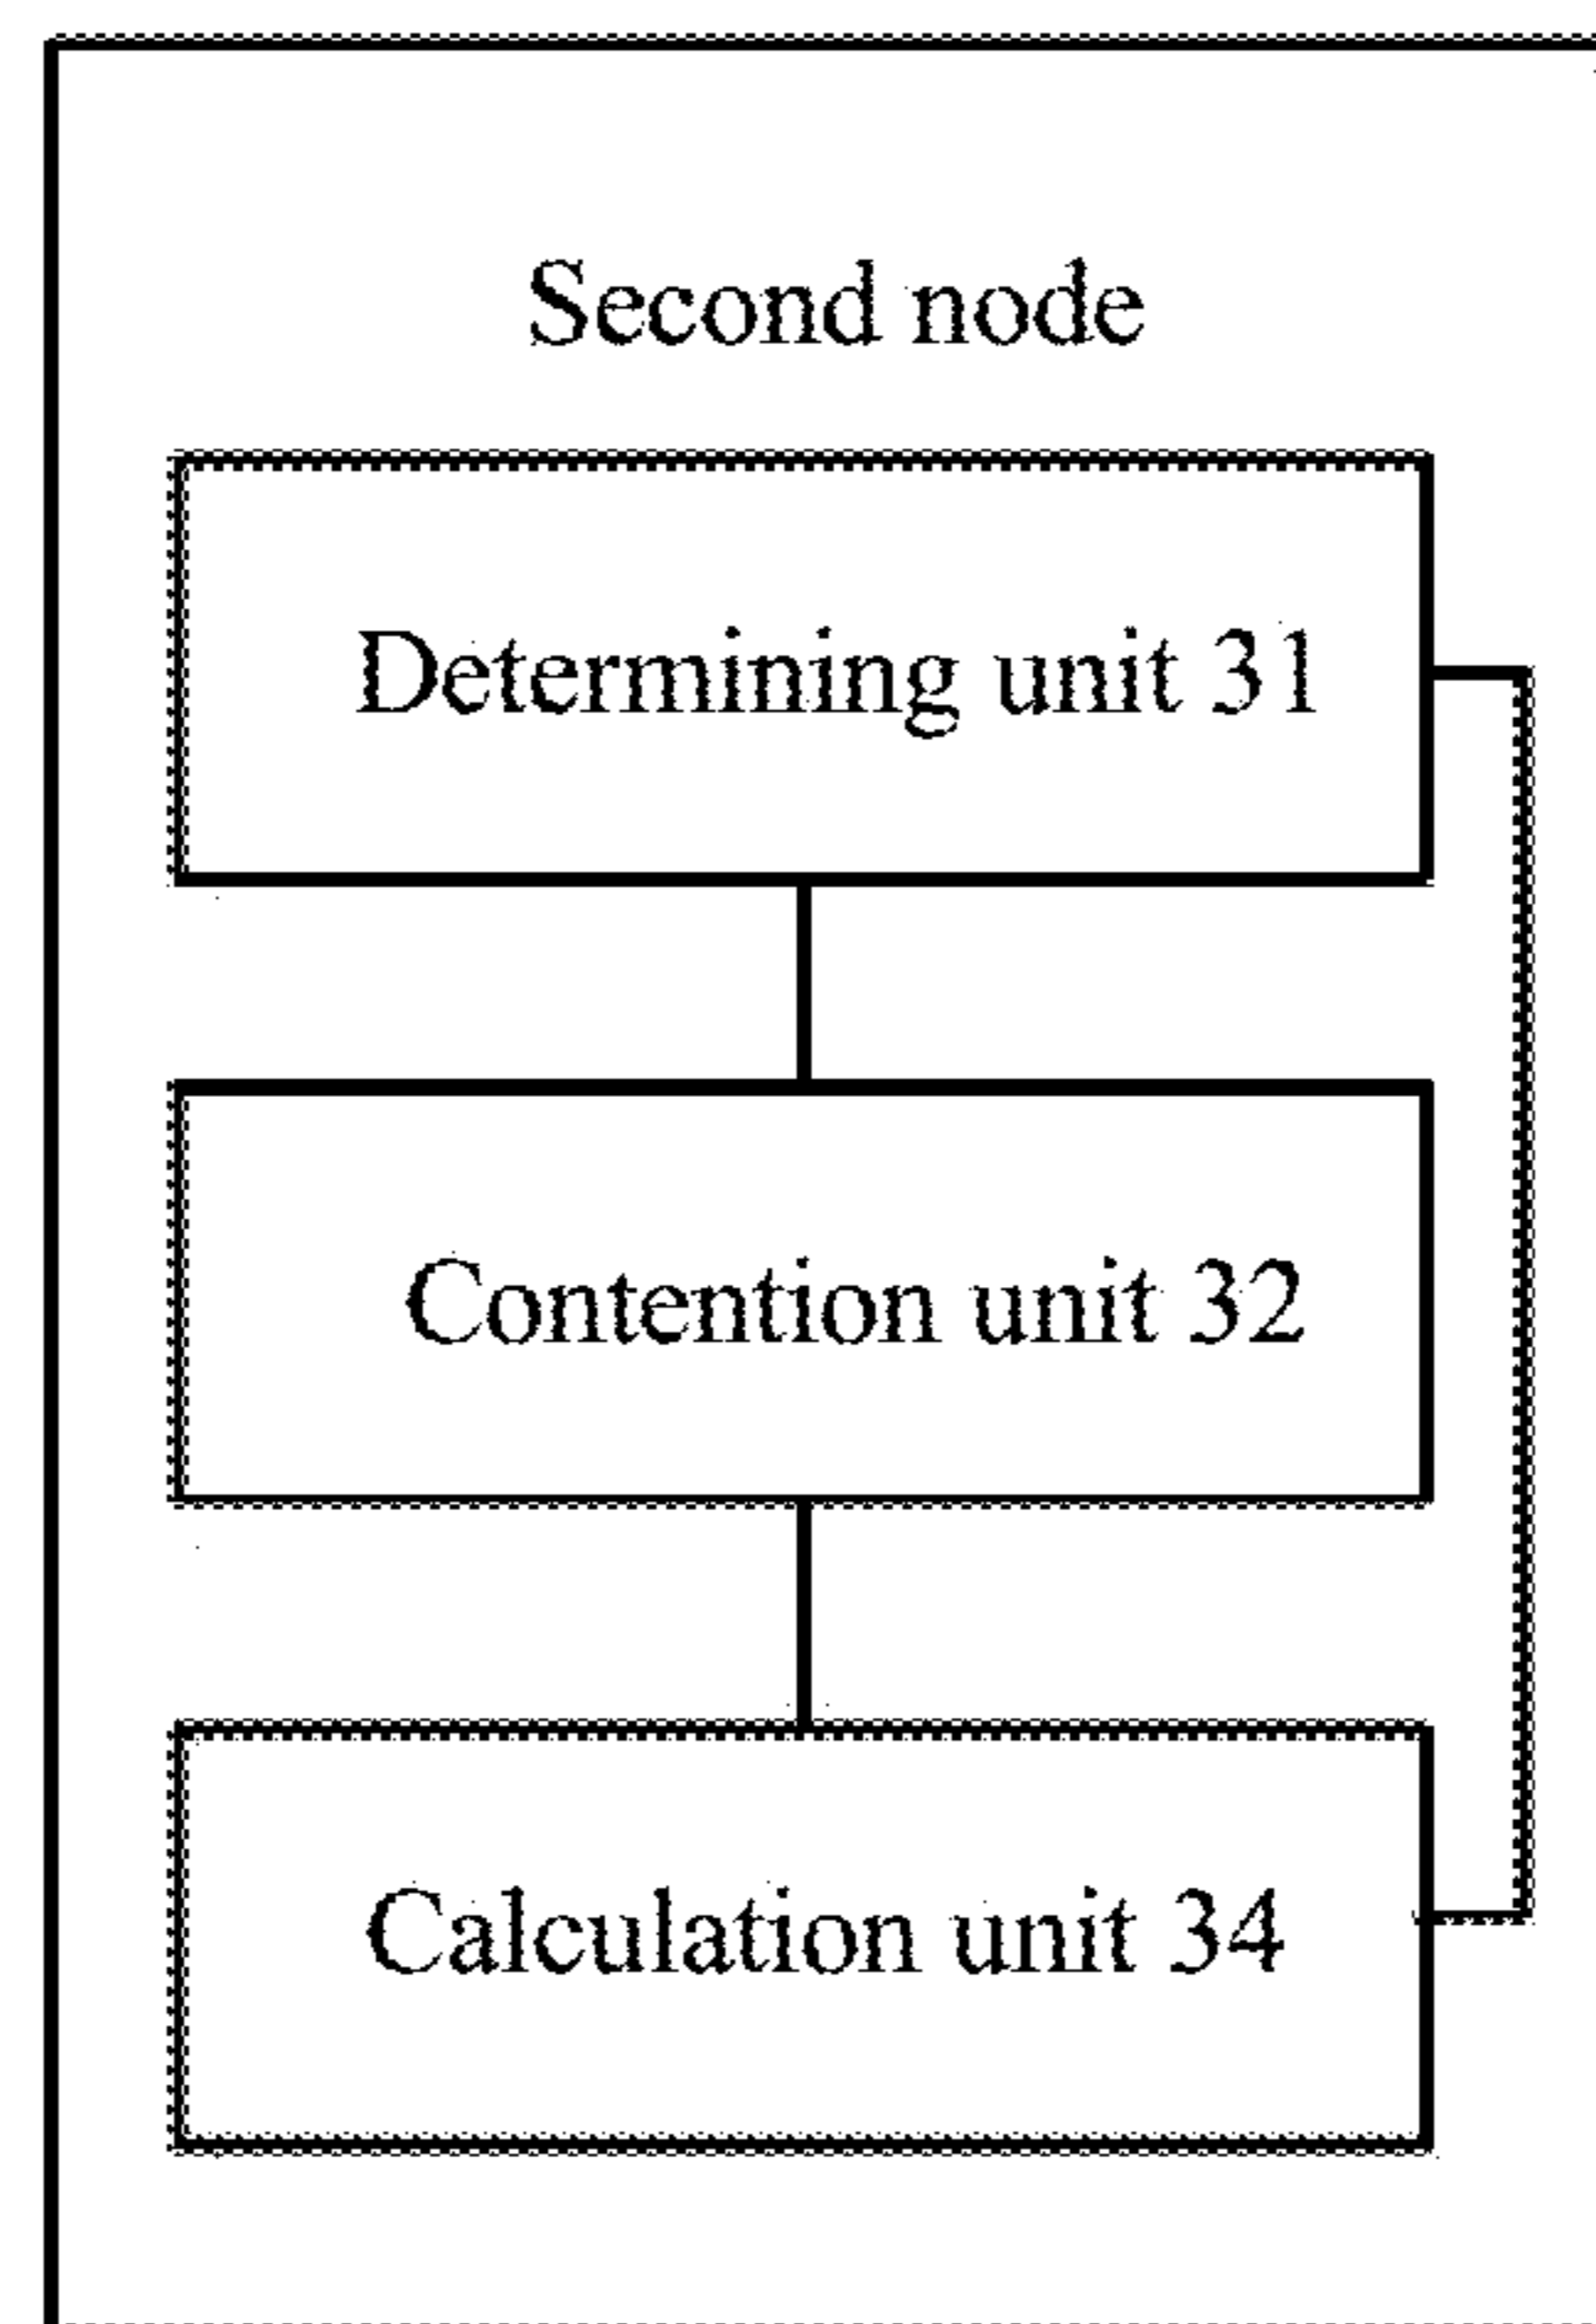 Second node
Determining unit 31
Contention unit 32
Calculation unit 34